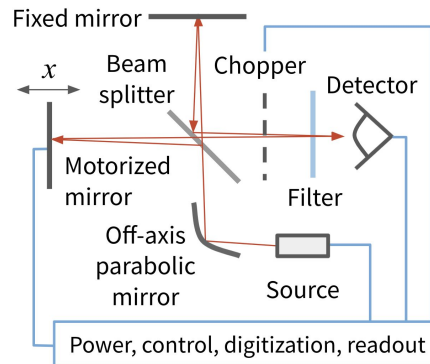 Fixed mirror
x
Beam
splitter
Chopper
Detector
Motorized
mirror
Filter
Off-axis
parabolic
mirror
Source
Power, control, digitization, readout